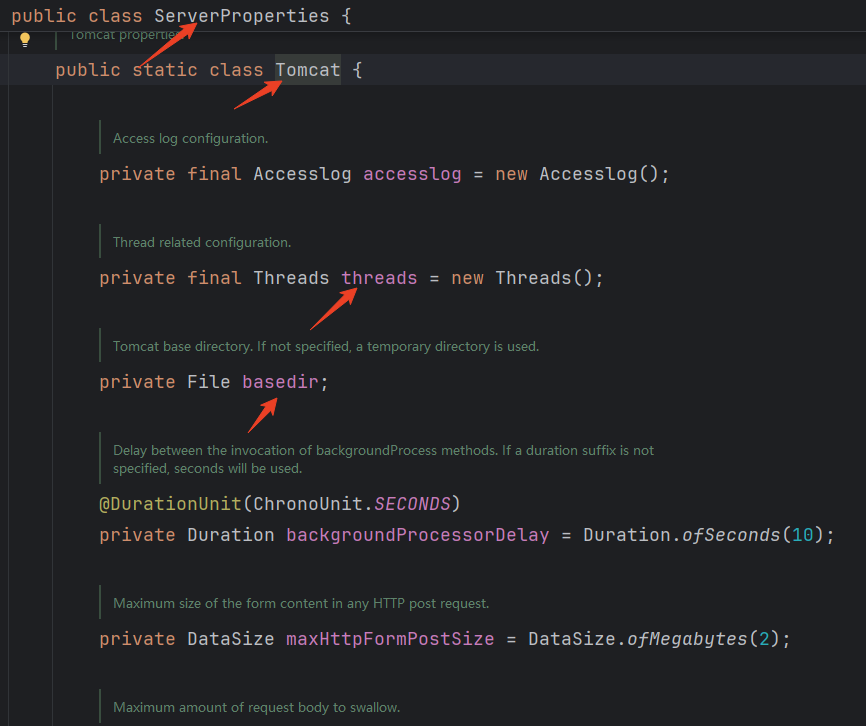 public class ServerProperties {
Tomcat properties
public static class Tomcat {
Access log configuration.
private final Accesslog accesslog = new Accesslog();
Thread related configuration.
private final Threads threads = new Threads();
Tomcat base directory. If not specified, a temporary directory is used.
private File basedir;
Delay between the invocation of backgroundProcess methods. If a duration suffix is not
specified, seconds will be used.
@DurationUnit(ChronoUnit.SECONDS)
private Duration backgroundProcessorDelay = Duration.ofSeconds(10);
Maximum size of the form content in any HTTP post request.
private DataSize maxHttpFormPostSize = DataSize.ofMegabytes(2);
Maximum amount of request body to swallow.